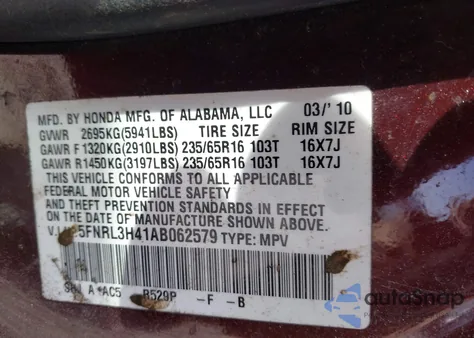 MFD. BY HONDA MFG. OF ALABAMA, LLC 03/'10
GVWR 2695KG(5941LBS) TIRE SIZE RIM SIZE
GAWR F 1320KG(2910LBS) 235/65R16 103T 16X7J
GAWR R 1450KG(3197LBS) 235/65R16 103T 16X7J
THIS VEHICLE CONFORMS TO ALL APPLICABLE
FEDERAL MOTOR VEHICLE SAFETY
AND THEFT PREVENTION STANDARDS IN EFFECT ON
THE DATE OF MANUFACTURE SHOWN ABOVE.
5FNRL3H41AB062579 TYPE: MPV
A *AC5 R529P -F -B
autoSnap